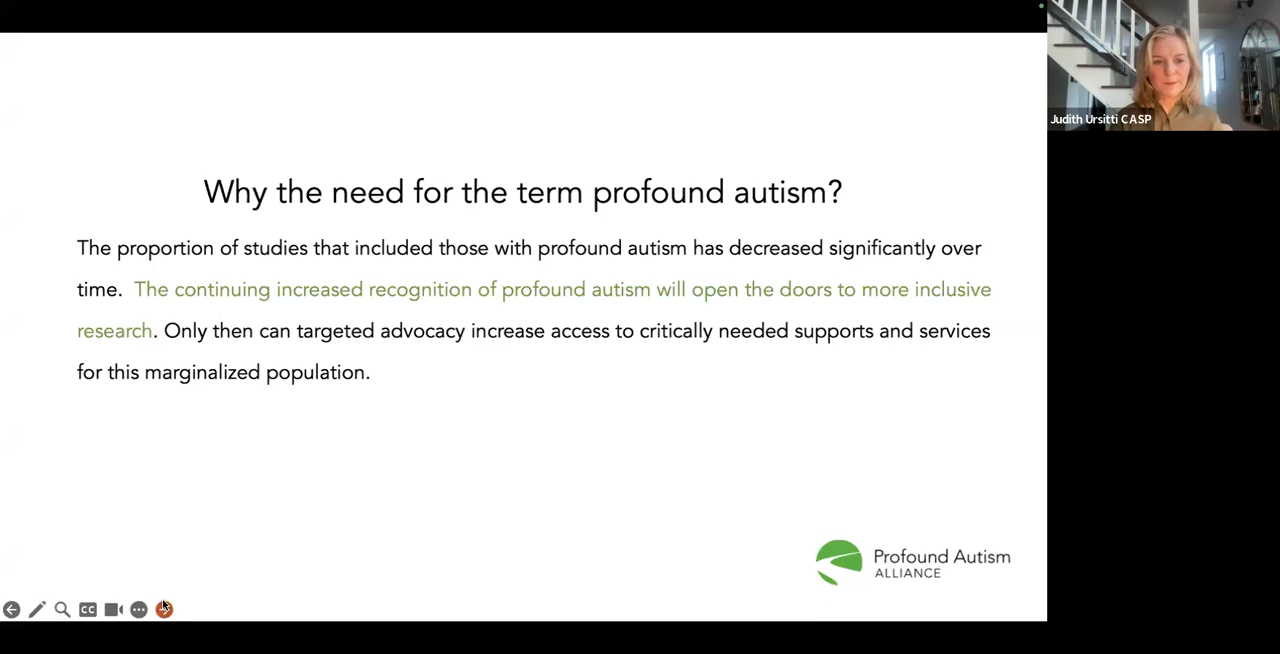 Why the need for the term profound autism?
The proportion of studies that included those with profound autism has decreased significantly over
time. The continuing increased recognition of profound autism will open the doors to more inclusive
research. Only then can targeted advocacy increase access to critically needed supports and services
for this marginalized population.
Profound Autism
ALLIANCE
CC
Judith Ursitti CASP